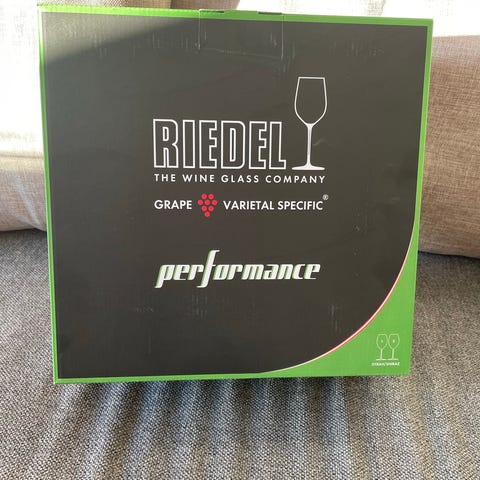 RIEDEL
THE WINE GLASS COMPANY
GRAPE VARIETAL SPECIFIC®
performance
SYRAH/SHIRAZ